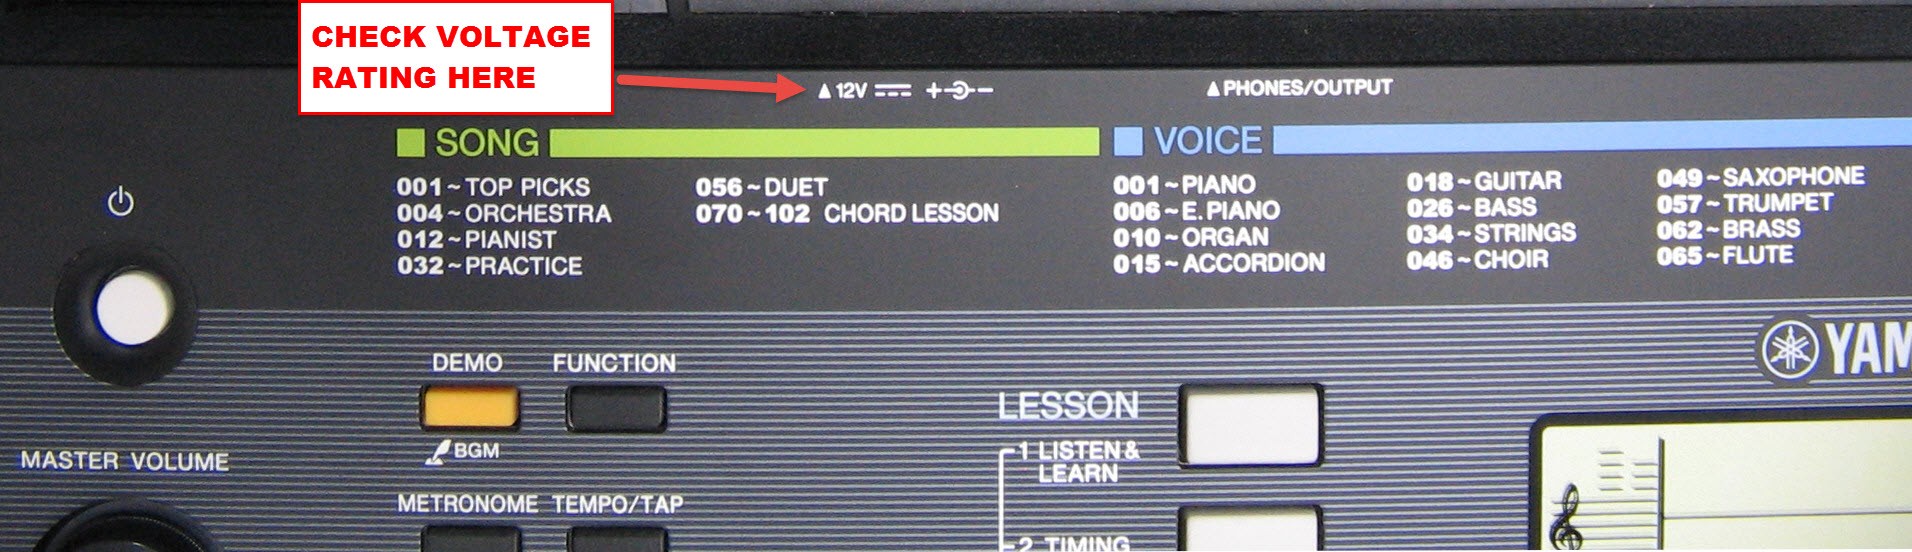 CHECK VOLTAGE
RATING HERE
▲12V
▲PHONES/OUTPUT
SONG
001~TOP PICKS
004~ORCHESTRA
012~PIANIST
032~PRACTICE
056~DUET
070~102 CHORD LESSON
VOICE
001~PIANO
006~E.PIANO
010~ORGAN
015~ACCORDION
018~GUITAR
026~BASS
034~STRINGS
046~CHOIR
049~SAXOPHONE
057~TRUMPET
062~BRASS
065~FLUTE
YAM
DEMO
FUNCTION
BGM
MASTER VOLUME
METRONOME
TEMPO/TAP
LESSON
1 LISTEN &
LEARN
2 TIMING